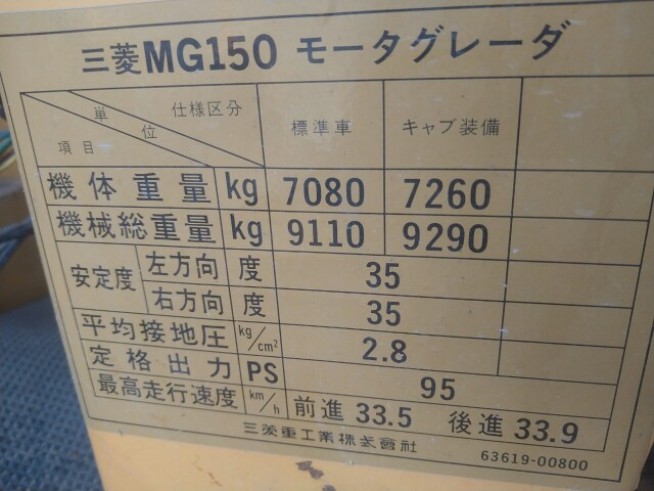 三菱MG150 モータグレーダ
項目 単位 仕様区分 標準車 キャブ装備
機体重量 kg 7080 7260
機械総重量 kg 9110 9290
安定度 左方向 度 35
右方向 度 35
平均接地圧 kg/cm² 2.8
定格出力 PS 95
最高走行速度 km/h 前進 33.5 後進 33.9
三菱重工業株式会社 63619-00800